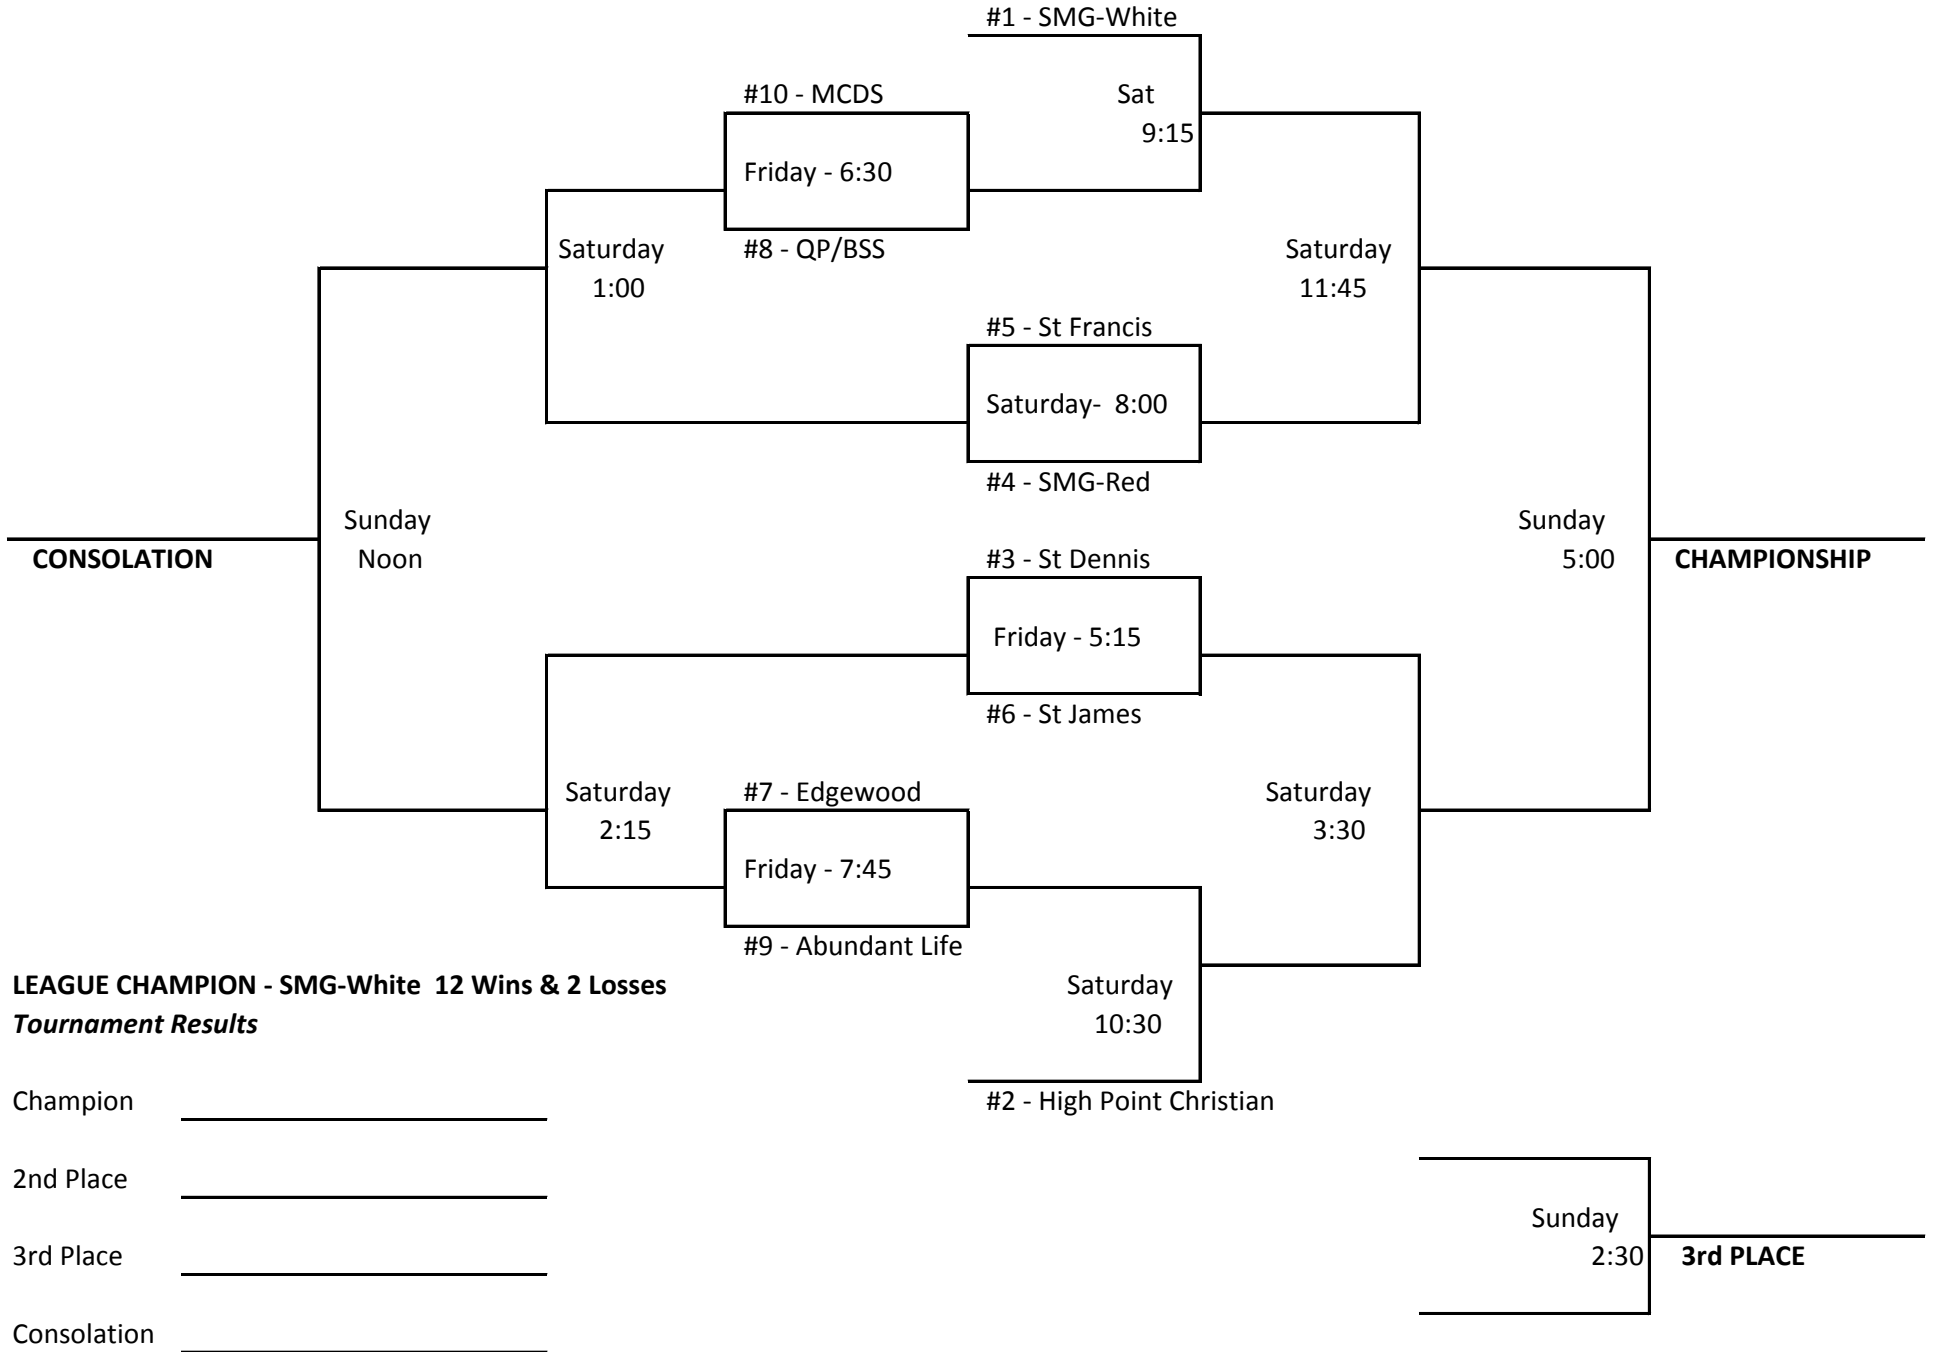 #1 - SMG-White
#10 - MCDS
Sat
9:15
Friday - 6:30
#8 - QP/BSS
Saturday
1:00
Saturday
11:45
#5 - St Francis
Saturday-  8:00
#4 - SMG-Red
Sunday
Noon
CONSOLATION
Sunday
5:00
CHAMPIONSHIP
#3 - St Dennis
Friday - 5:15
#6 - St James
Saturday
2:15
#7 - Edgewood
Friday - 7:45
#9 - Abundant Life
Saturday
3:30
Saturday
10:30
#2 - High Point Christian
LEAGUE CHAMPION - SMG-White  12 Wins & 2 Losses
Tournament Results
Champion
2nd Place
3rd Place
Consolation
Sunday
2:30
3rd PLACE